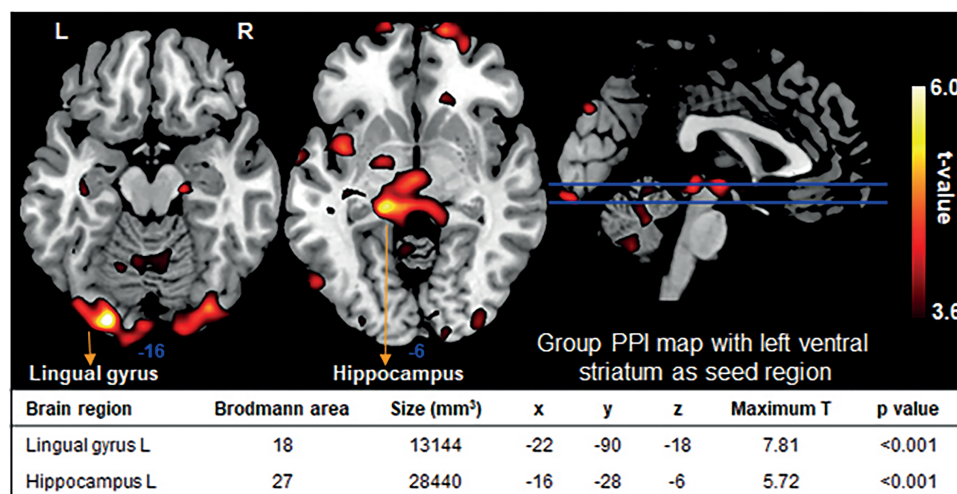 L R
6.0
t-value
3.6
-16
-6
Lingual gyrus
Hippocampus
Group PPI map with left ventral
striatum as seed region
Brain region Brodmann area Size (mm³) x y z Maximum T p value
Lingual gyrus L 18 13144 -22 -90 -18 7.81 <0.001
Hippocampus L 27 28440 -16 -28 -6 5.72 <0.001